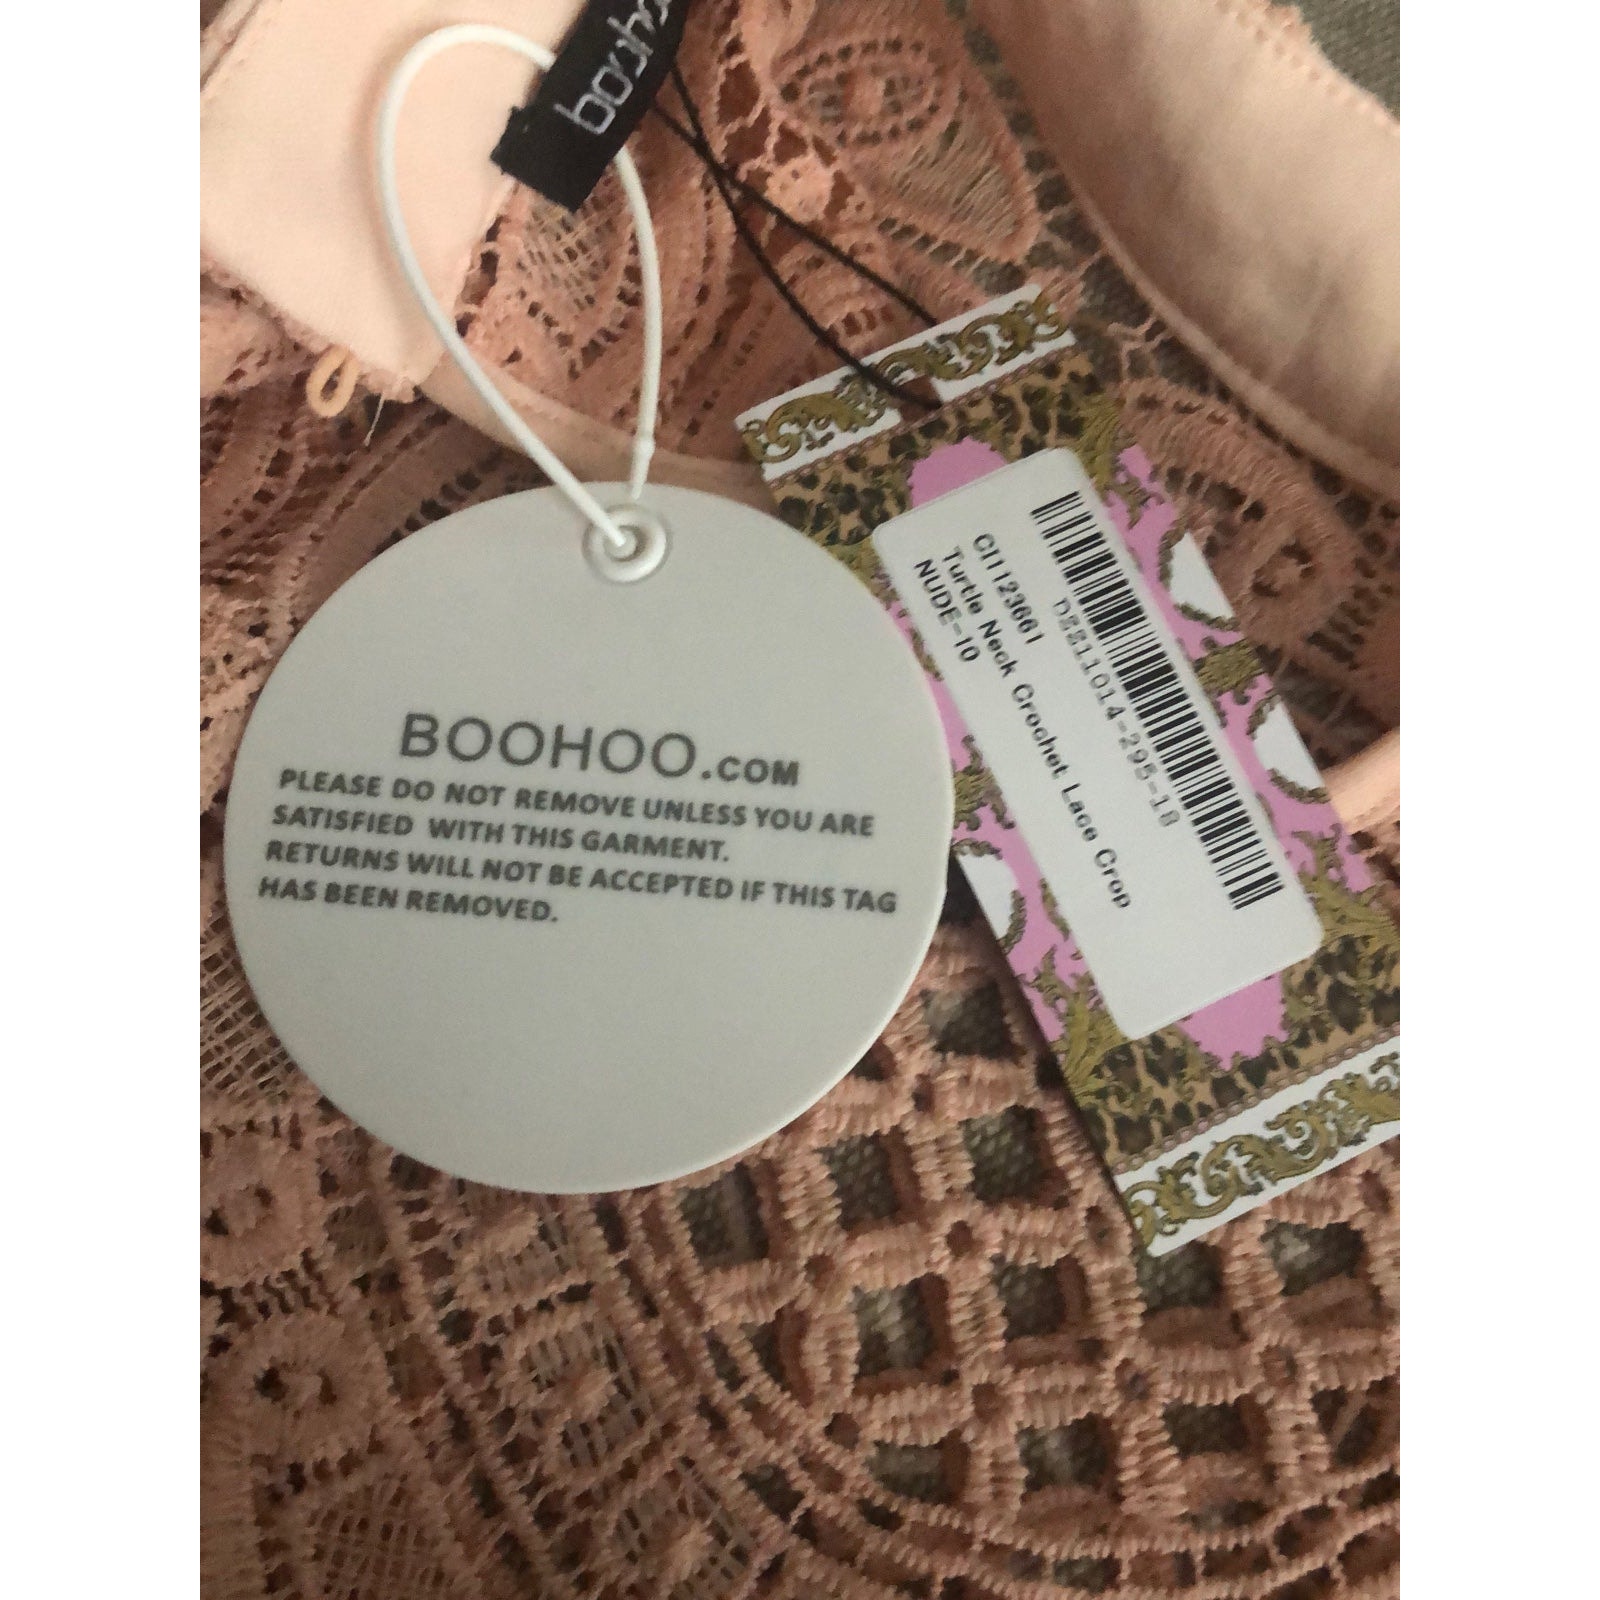 boohoo
BOOHOO.COM
PLEASE DO NOT REMOVE UNLESS YOU ARE
SATISFIED WITH THIS GARMENT.
RETURNS WILL NOT BE ACCEPTED IF THIS TAG
HAS BEEN REMOVED.
DZZ11014-295-18
CI1123661
Turtle Neck Crochet Lace Crop
NUDE-10